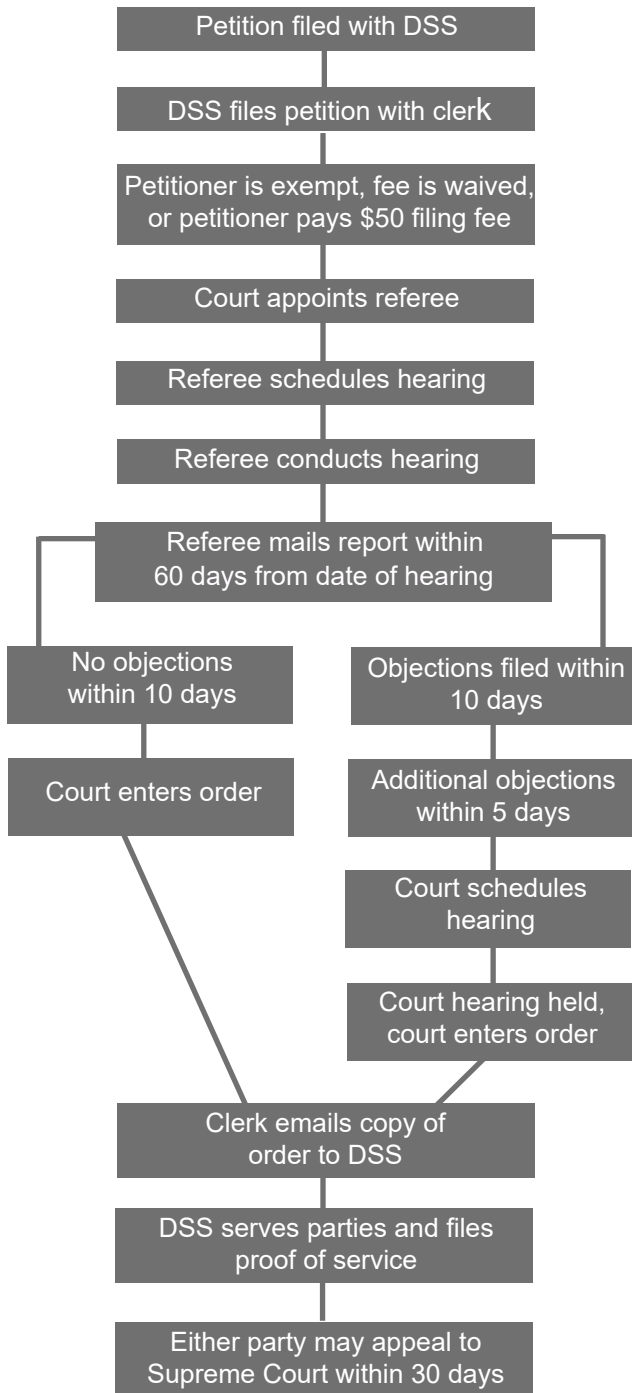 Petition filed with DSS
DSS files petition with clerk
Petitioner is exempt, fee is waived,
or petitioner pays $50 filing fee
Court appoints referee
Referee schedules hearing
Referee conducts hearing
Referee mails report within
60 days from date of hearing
No objections
within 10 days
Court enters order
Objections filed within
10 days
Additional objections
within 5 days
Court schedules
hearing
Court hearing held,
court enters order
Clerk emails copy of
order to DSS
DSS serves parties and files
proof of service
Either party may appeal to
Supreme Court within 30 days